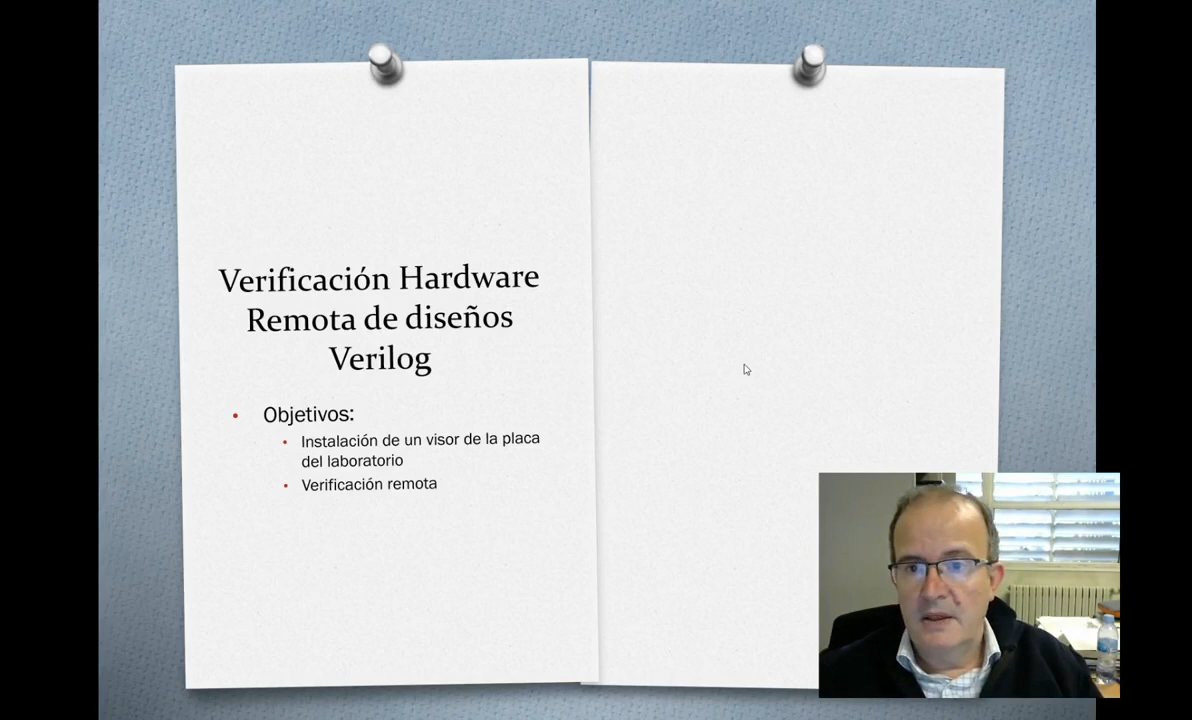 Verificación Hardware
Remota de diseños
Verilog
• Objetivos:
• Instalación de un visor de la placa
del laboratorio
• Verificación remota